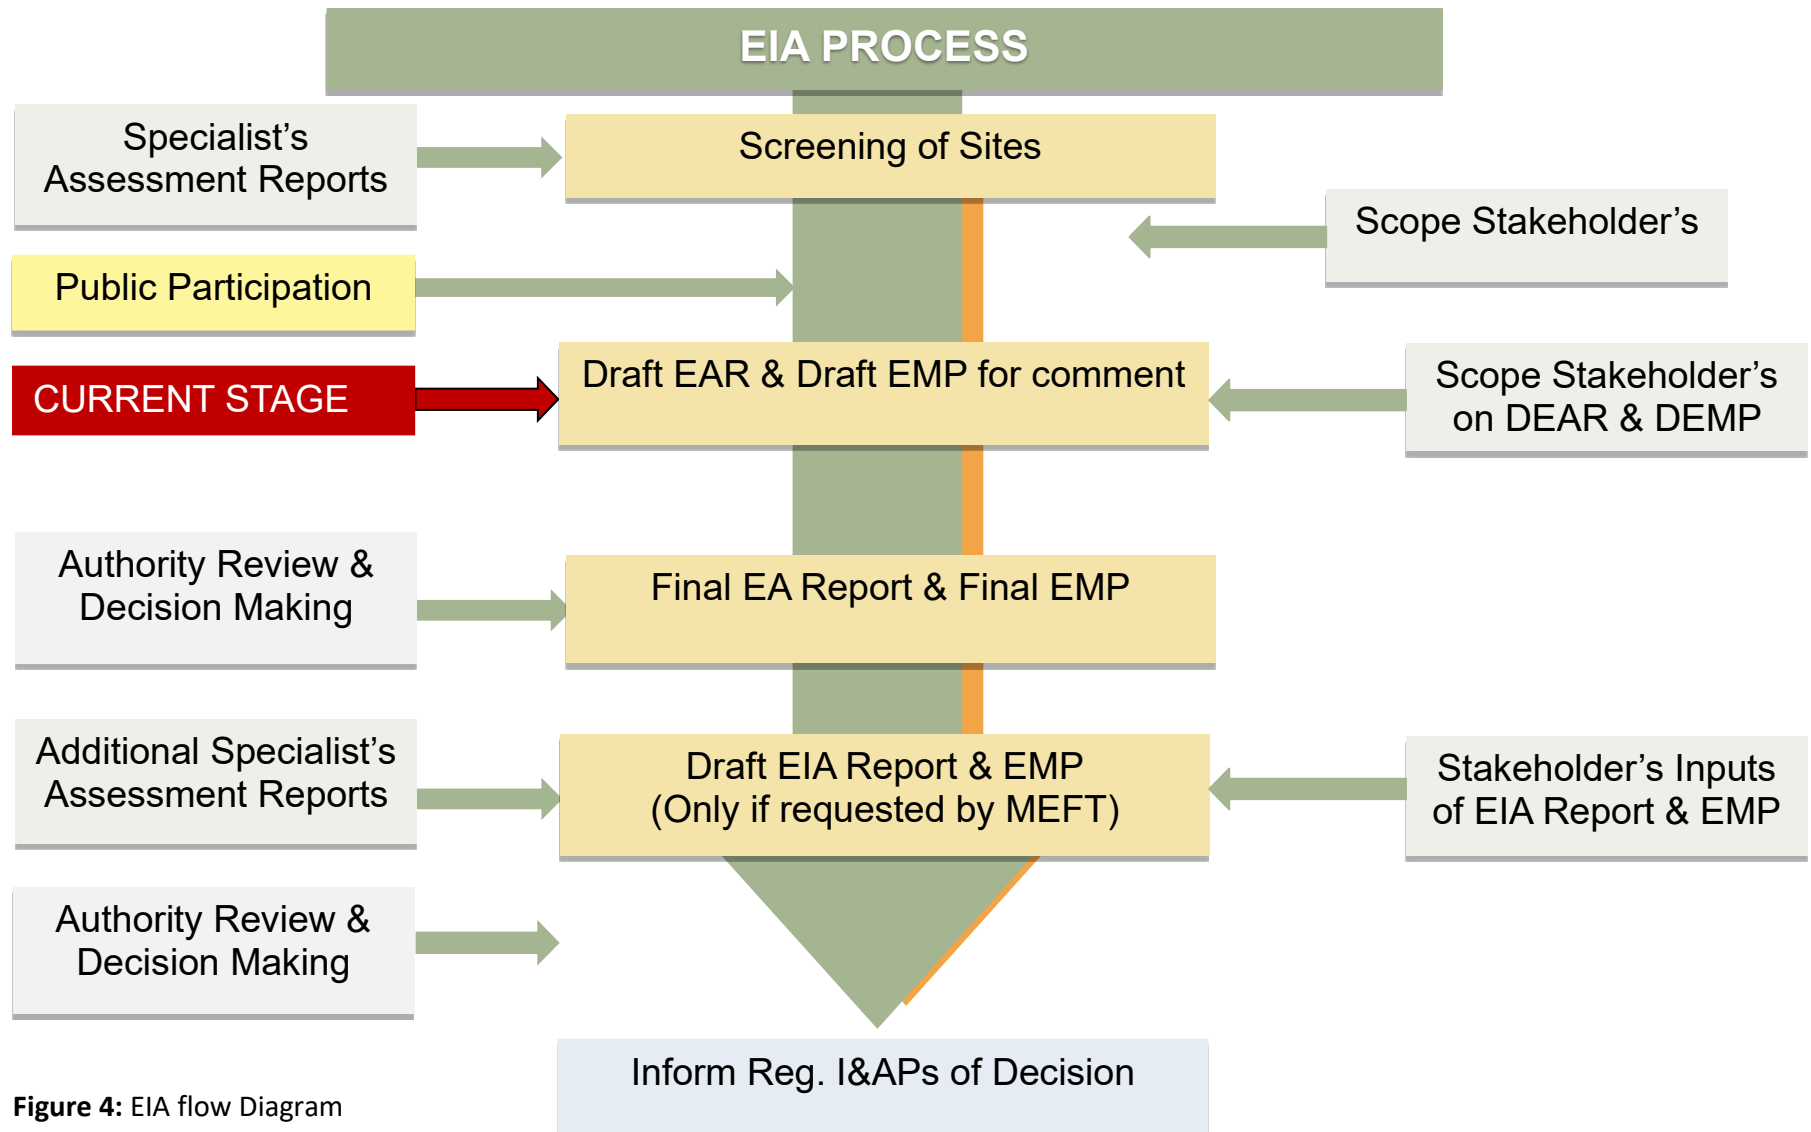 EIA PROCESS
Specialist’s
Assessment Reports
Screening of Sites
Scope Stakeholder’s
Public Participation
CURRENT STAGE
Draft EAR & Draft EMP for comment
Scope Stakeholder’s
on DEAR & DEMP
Authority Review &
Decision Making
Final EA Report & Final EMP
Additional Specialist’s
Assessment Reports
Draft EIA Report & EMP
(Only if requested by MEFT)
Stakeholder’s Inputs
of EIA Report & EMP
Authority Review &
Decision Making
Inform Reg. I&APs of Decision
Figure 4: EIA flow Diagram